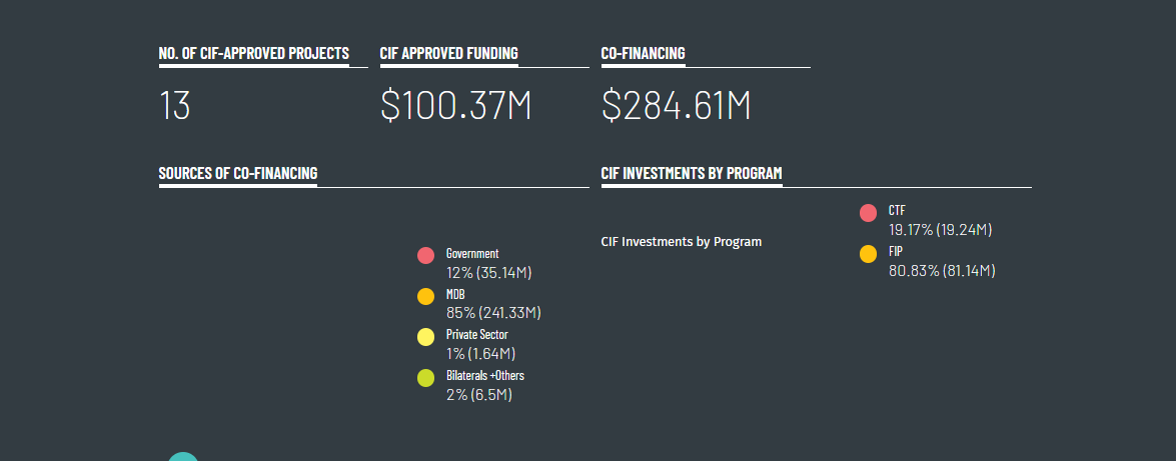 NO. OF CIF-APPROVED PROJECTS
13
CIF APPROVED FUNDING
$100.37M
CO-FINANCING
$284.61M
SOURCES OF CO-FINANCING
Government
12% (35.14M)
MDB
85% (241.33M)
Private Sector
1% (1.64M)
Bilaterals +Others
2% (6.5M)
CIF INVESTMENTS BY PROGRAM
CIF Investments by Program
CTF
19.17% (19.24M)
FIP
80.83% (81.14M)